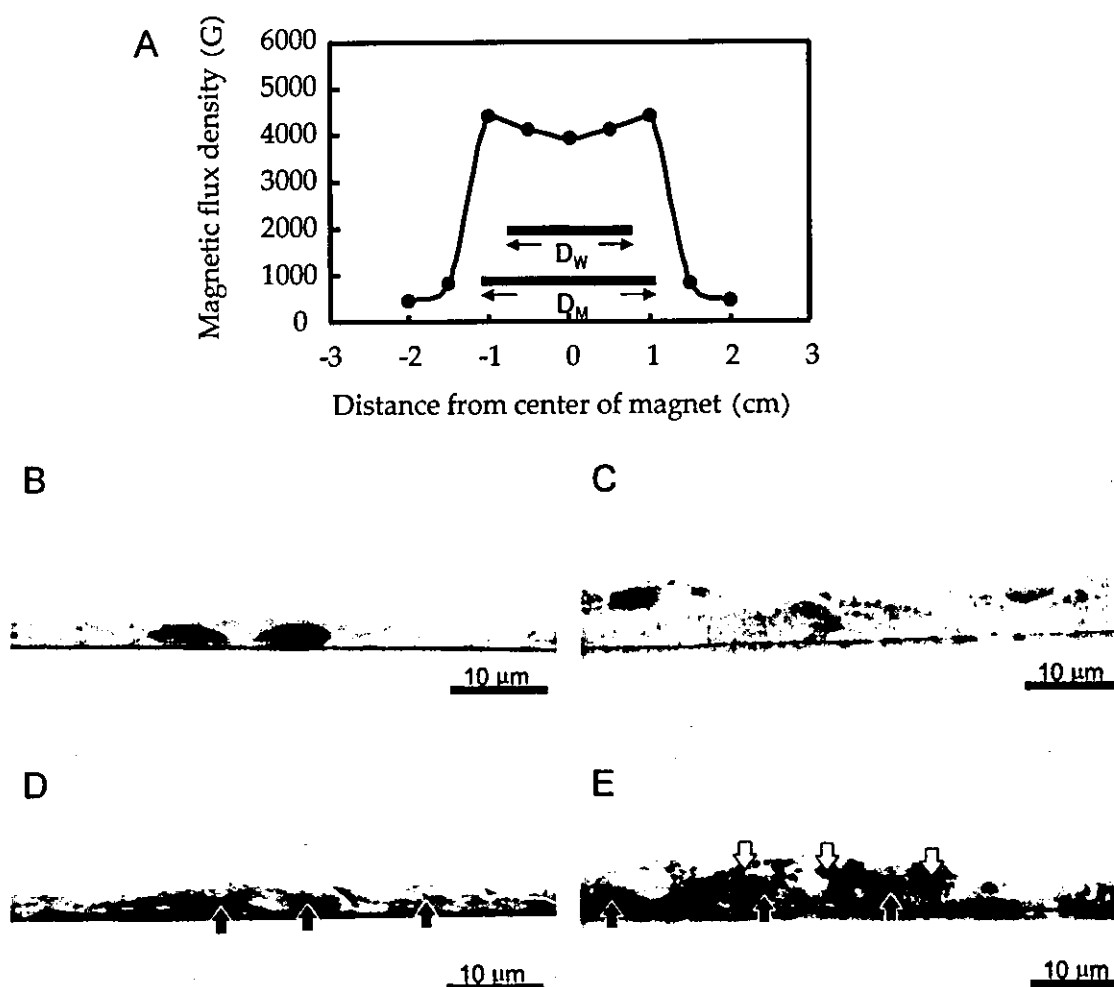 A
Magnetic flux density (G)
6000
5000
4000
3000
2000
1000
0
D_W
D_M
-3 -2 -1 0 1 2 3
Distance from center of magnet (cm)
B
C
10 µm
10 µm
D
E
10 µm
10 µm